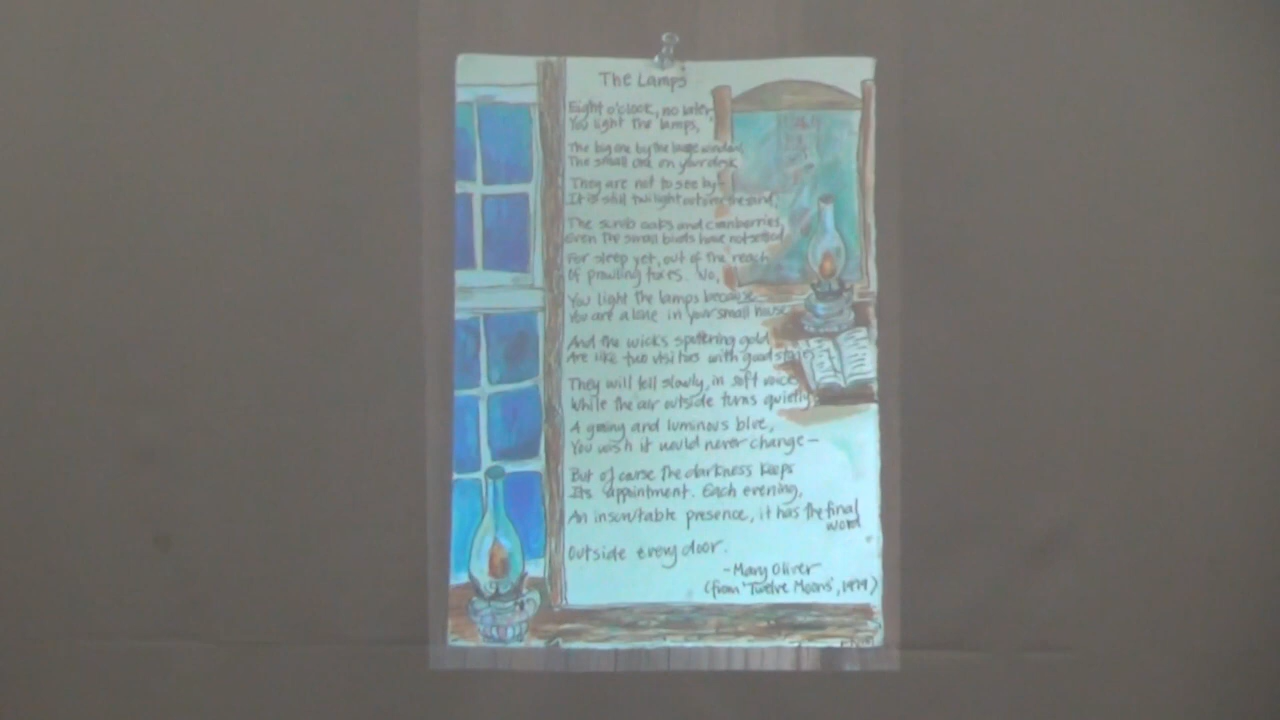 The Lamps
Eight o'clock, no later,
You light the lamps,
The big one by the large window,
The small one on your desk.
They are not to see by—
It is still twilight out over the sand,
The scrub oaks and cranberries,
Even the small birds have not settled
For sleep yet, out of the reach
Of prowling foxes. No,
You light the lamps because
You are alone in your small house
And the wicks sputtering gold
Are like two visitors with good stories
They will tell slowly, in soft voices,
While the air outside turns quietly
A grainy and luminous blue,
You wish it would never change—
But of course the darkness keeps
Its appointment. Each evening,
An inscrutable presence, it has the final
word
Outside every door.
-Mary Oliver
(from 'Twelve Moons', 1979)